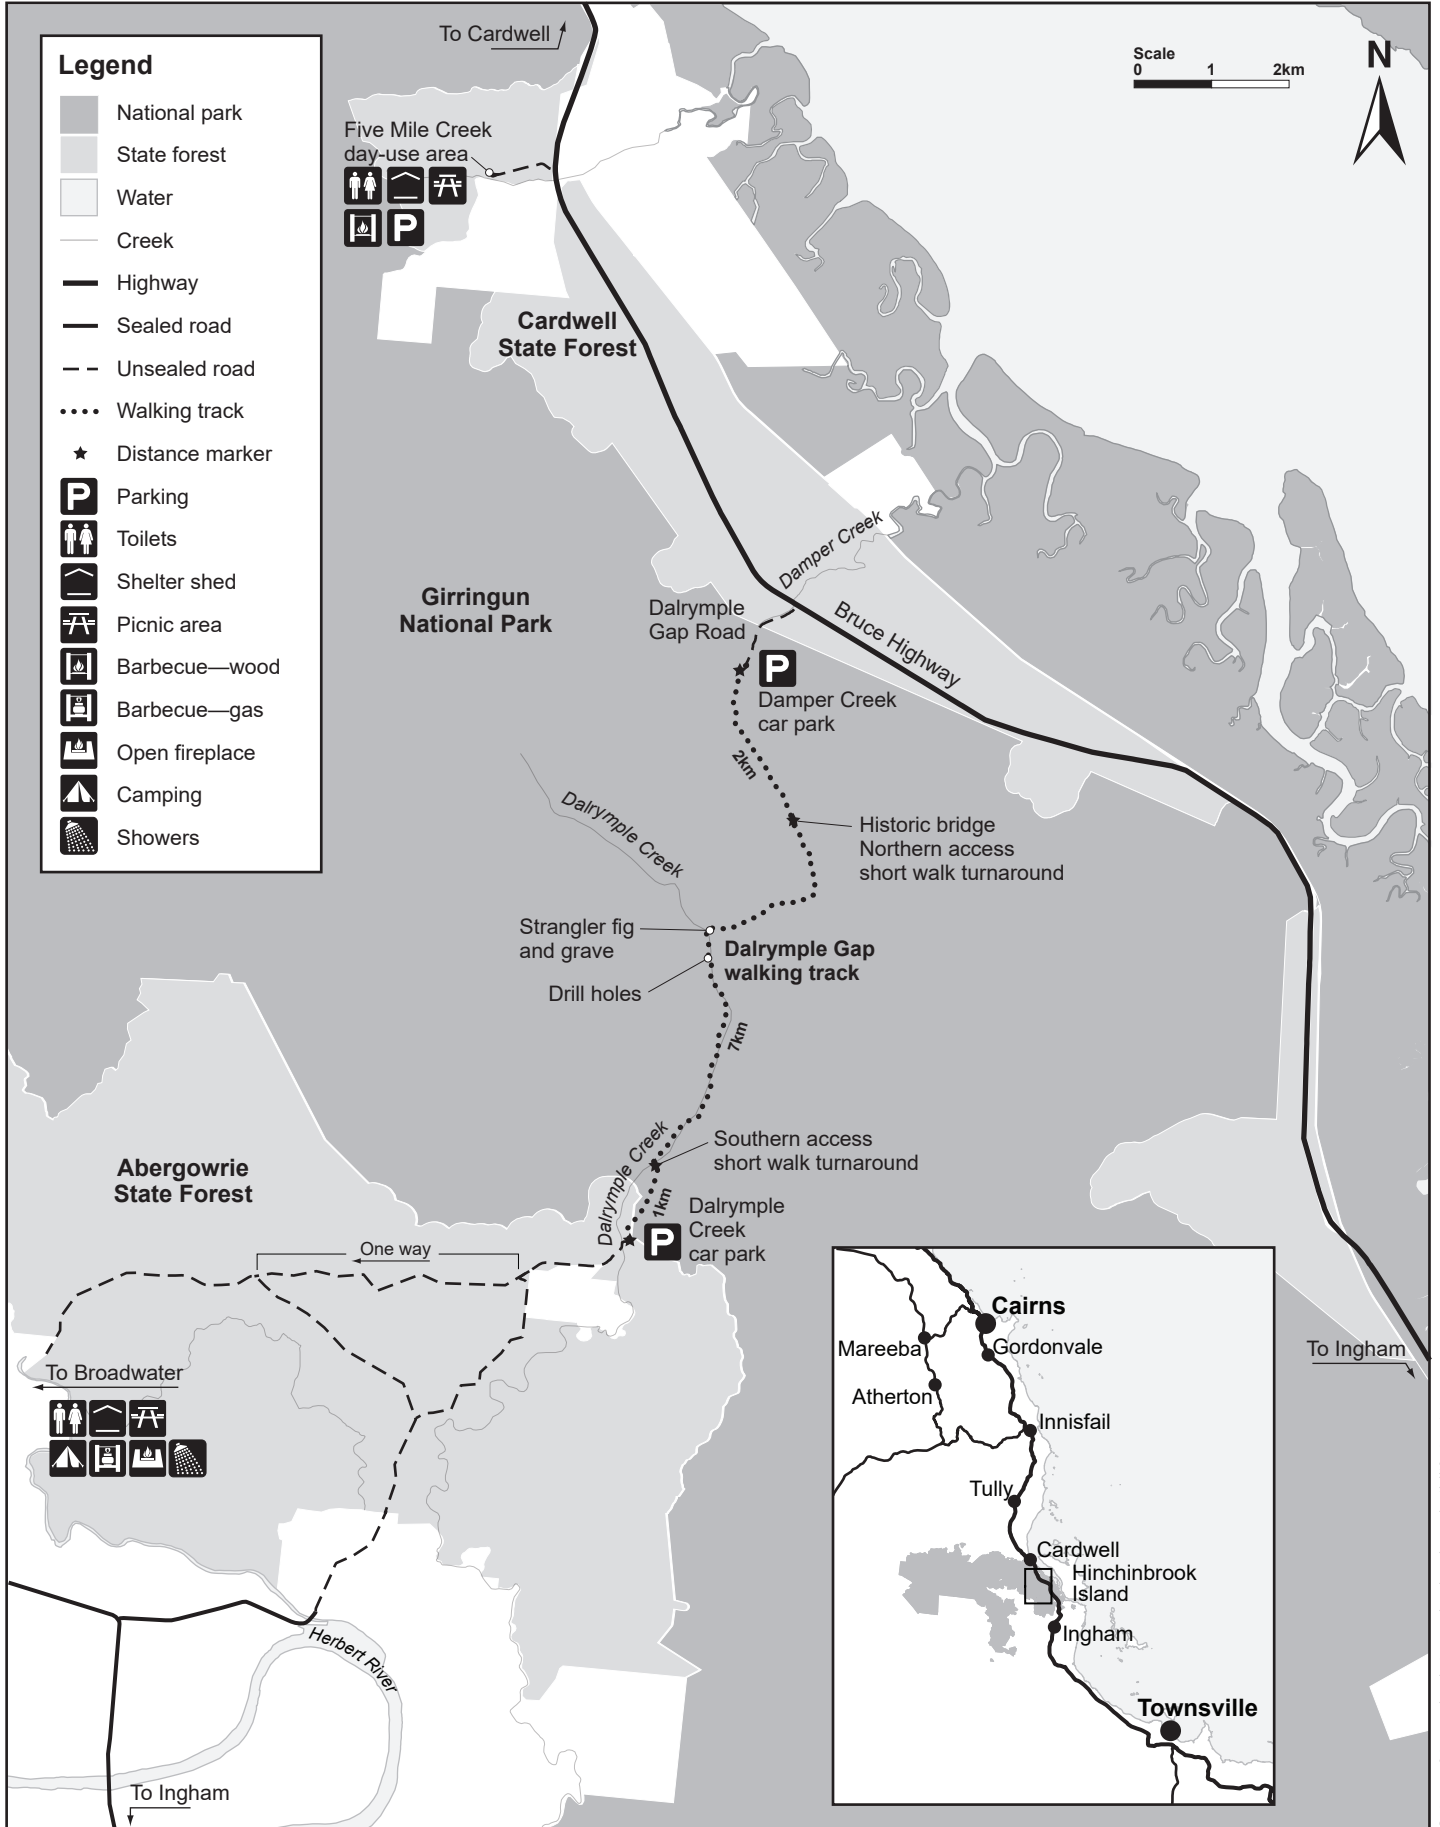 To Cardwell
Legend
National park
State forest
Water
Creek
Highway
Sealed road
Unsealed road
Walking track
Distance marker
P
Parking
Toilets
Shelter shed
Picnic area
Barbecue—wood
Barbecue—gas
Open fireplace
Camping
Showers
Scale
0 1 2km
N
Five Mile Creek
day-use area
P
Cardwell
State Forest
Damper Creek
Girringun
National Park
Dalrymple
Gap Road
Bruce Highway
P
Damper Creek
car park
2km
Dalrymple Creek
Historic bridge
Northern access
short walk turnaround
Strangler fig
and grave
Dalrymple Gap
walking track
Drill holes
7km
Dalrymple Creek
Southern access
short walk turnaround
1km
Abergowrie
State Forest
P
Dalrymple
Creek
car park
One way
To Broadwater
To Ingham
Herbert River
To Ingham
Cairns
Mareeba
Gordonvale
Atherton
Innisfail
Tully
Cardwell
Hinchinbrook
Island
Ingham
Townsville